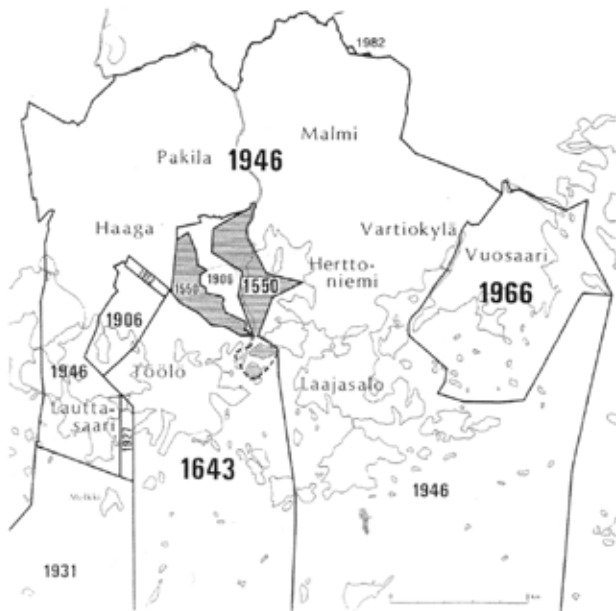 1982
Malmi
Pakila
1946
Haaga
Vartiokylä
Vuosaari
Hertto-
niemi
1550
1906
1550
1966
1906
1946
Töölö
Laajasalo
Lautta-
saari
1927
1643
1946
1931